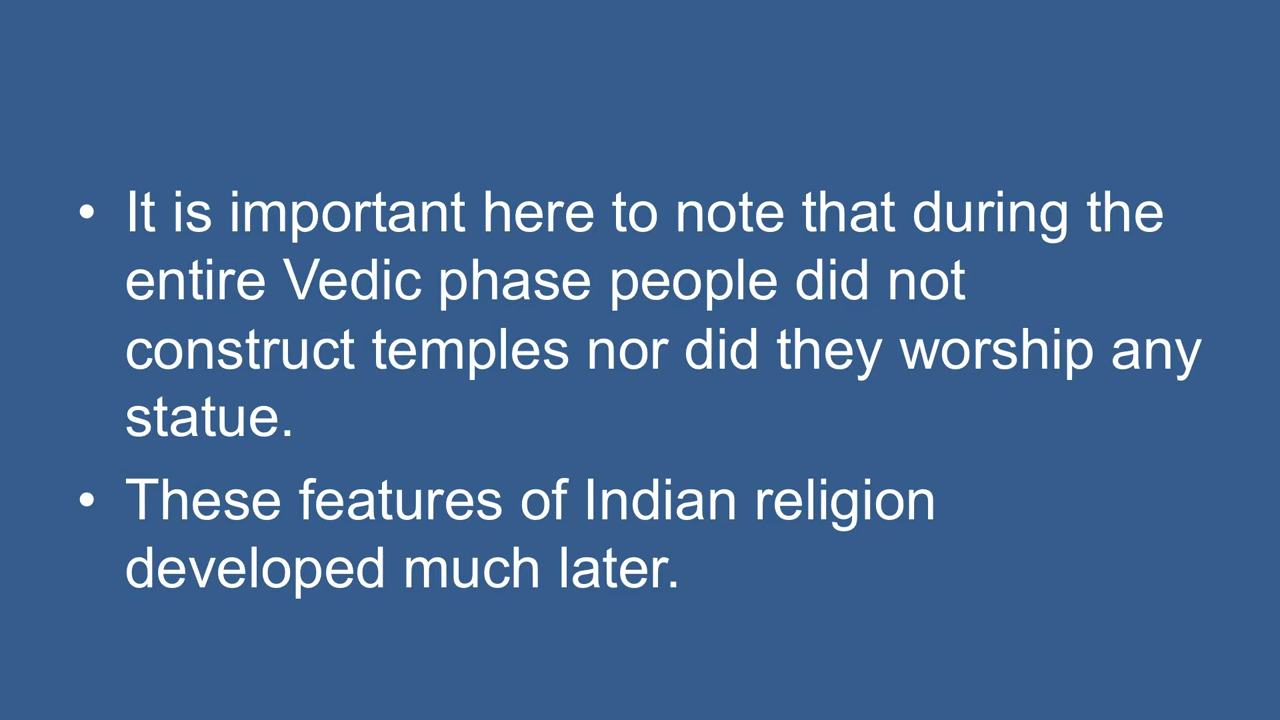 • It is important here to note that during the
entire Vedic phase people did not
construct temples nor did they worship any
statue.
• These features of Indian religion
developed much later.